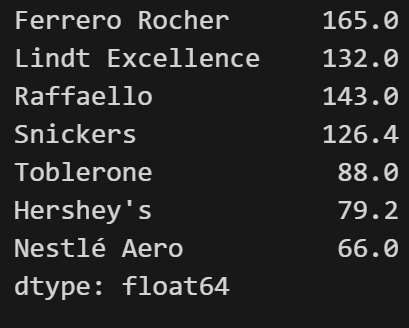 Ferrero Rocher 165.0
Lindt Excellence 132.0
Raffaello 143.0
Snickers 126.4
Toblerone 88.0
Hershey's 79.2
Nestlé Aero 66.0
dtype: float64